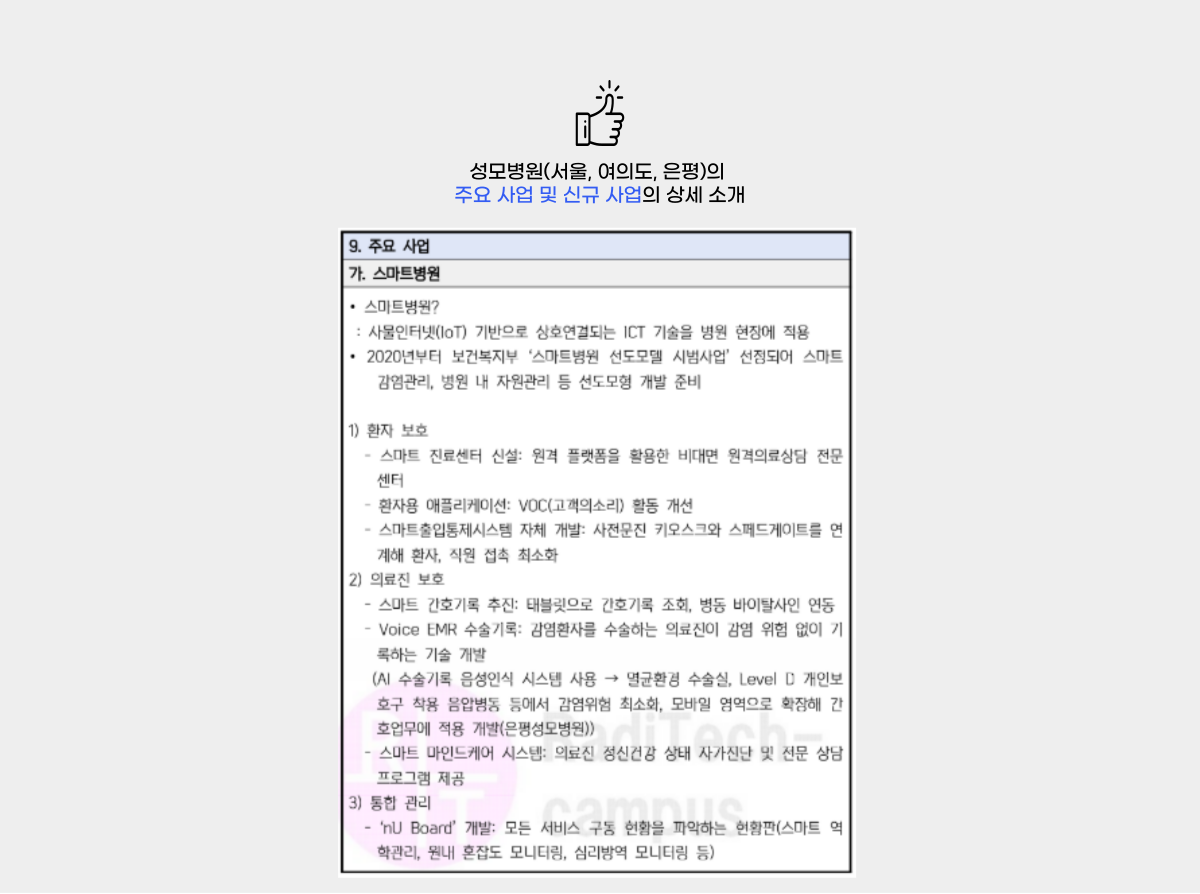 성모병원(서울, 여의도, 은평)의
주요 사업 및 신규 사업의 상세 소개
9. 주요 사업
가. 스마트병원
• 스마트병원?
: 사물인터넷(IoT) 기반으로 상호연결되는 ICT 기술을 병원 현장에 적용
• 2020년부터 보건복지부 ‘스마트병원 선도모델 시범사업’ 선정되어 스마트
감염관리, 병원 내 자원관리 등 선도모형 개발 준비
1) 환자 보호
- 스마트 진료센터 신설: 원격 플랫폼을 활용한 비대면 원격의료상담 전문
센터
- 환자용 애플리케이션: VOC(고객의소리) 활동 개선
- 스마트출입통제시스템 자체 개발: 사전문진 키오스크와 스페드게이트를 연
계해 환자, 직원 접촉 최소화
2) 의료진 보호
- 스마트 간호기록 추진: 태블릿으로 간호기록 조회, 병동 바이탈사인 연동
- Voice EMR 수술기록: 감염환자를 수술하는 의료진이 감염 위험 없이 기
록하는 기술 개발
(AI 수술기록 음성인식 시스템 사용 → 멸균환경 수술실, Level D 개인보
호구 착용 음압병동 등에서 감염위험 최소화, 모바일 영역으로 확장해 간
호업무에 적용 개발(은평성모병원))
- 스마트 마인드케어 시스템: 의료진 정신건강 상태 자가진단 및 전문 상담
프로그램 제공
3) 통합 관리
- ‘nU Board’ 개발: 모든 서비스 구동 현황을 파악하는 현황판(스마트 역
학관리, 원내 혼잡도 모니터링, 심리방역 모니터링 등)
R
T
RadiTech-
campus